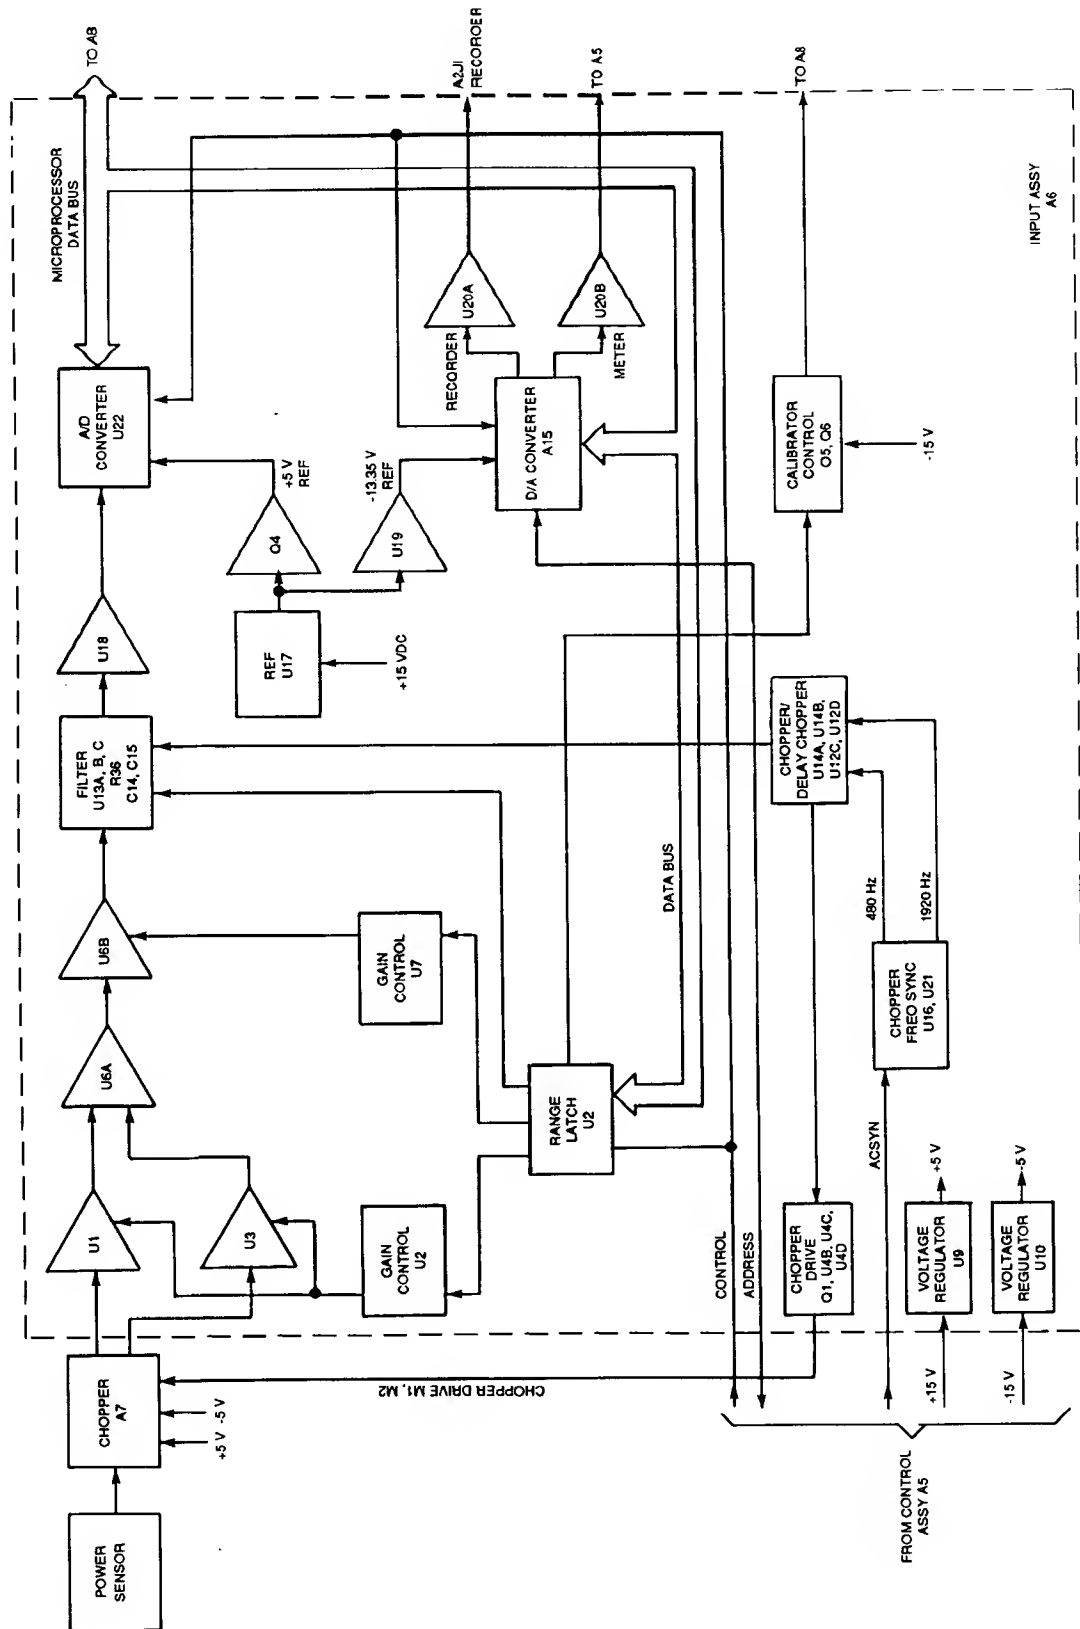 POWER
SENSOR
CHOPPER
A7
+5 V -5 V
CHOPPER DRIVE M1, M2
U1
U3
GAIN
CONTROL
U2
U6A
U6B
GAIN
CONTROL
U7
FILTER
U13A, B, C
R36
C14, C15
U18
A/D
CONVERTER
U22
MICROPROCESSOR
DATA BUS
TO A8
REF
U17
+15 VDC
Q4
+5 V
REF
U19
-13.35 V
REF
D/A CONVERTER
A15
RECORDER
U20A
A2J1
RECORDER
METER
U20B
TO A5
RANGE
LATCH
U2
DATA BUS
CALIBRATOR
CONTROL
Q5, Q6
-15 V
TO A8
CONTROL
ADDRESS
CHOPPER
DRIVE
Q1, U4B, U4C,
U4D
CHOPPER/
DELAY CHOPPER
U14A, U14B,
U12C, U12D
ACSYN
CHOPPER
FREQ SYNC
U16, U21
480 Hz
1920 Hz
+15 V
VOLTAGE
REGULATOR
U9
+5 V
-15 V
VOLTAGE
REGULATOR
U10
-5 V
FROM CONTROL
ASSY A5
INPUT ASSY
A6